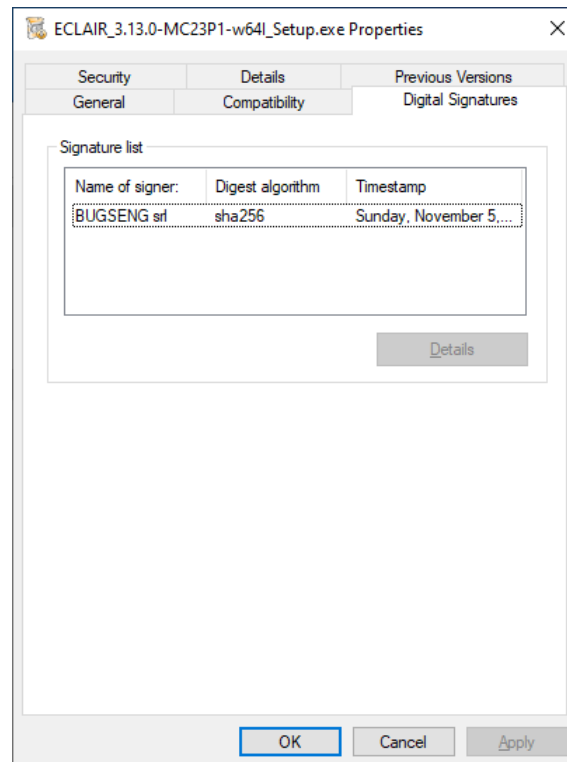 ECLAIR_3.13.0-MC23P1-w64l_Setup.exe Properties
Security Details Previous Versions
General Compatibility Digital Signatures
Signature list
Name of signer: Digest algorithm Timestamp
BUGSENG srl sha256 Sunday, November 5,...
Details
OK Cancel Apply